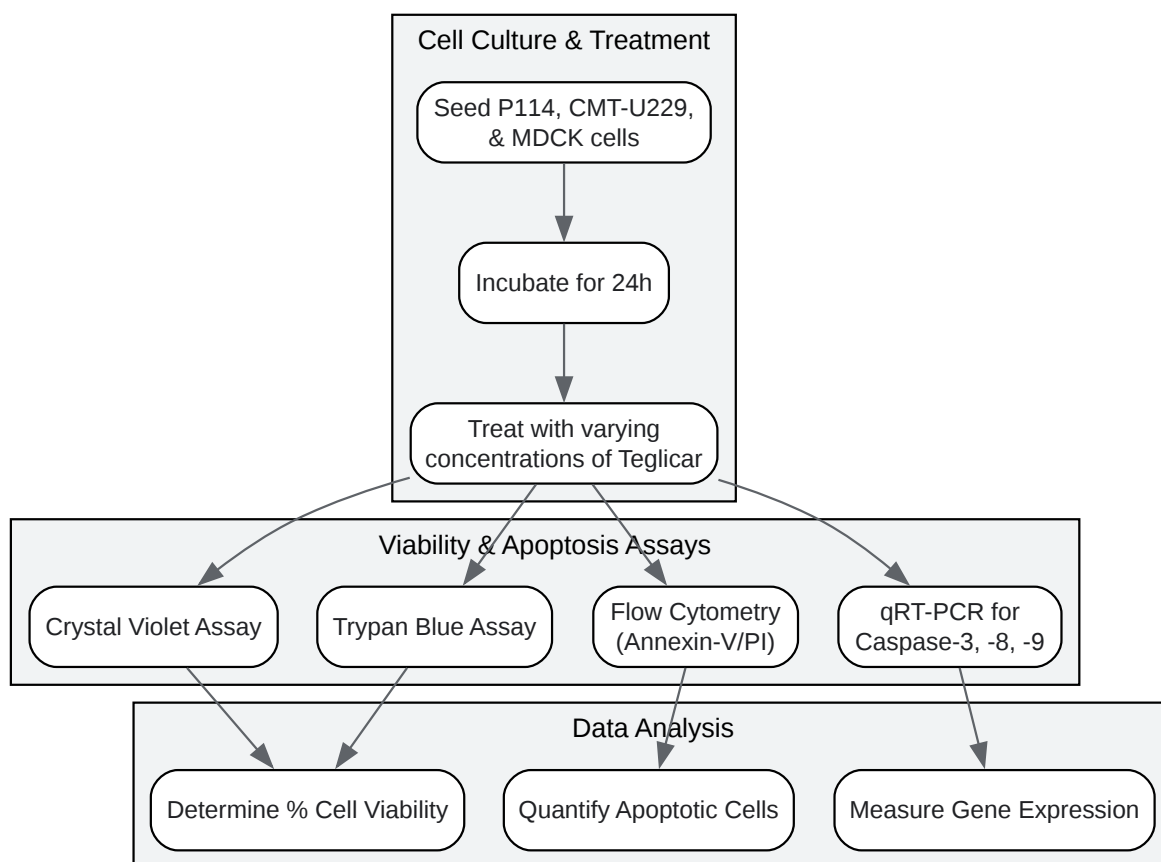 Cell Culture & Treatment
Seed P114, CMT-U229,
& MDCK cells
Incubate for 24h
Treat with varying
concentrations of Teglicar
Viability & Apoptosis Assays
Crystal Violet Assay
Trypan Blue Assay
Flow Cytometry
(Annexin-V/PI)
qRT-PCR for
Caspase-3, -8, -9
Data Analysis
Determine % Cell Viability
Quantify Apoptotic Cells
Measure Gene Expression